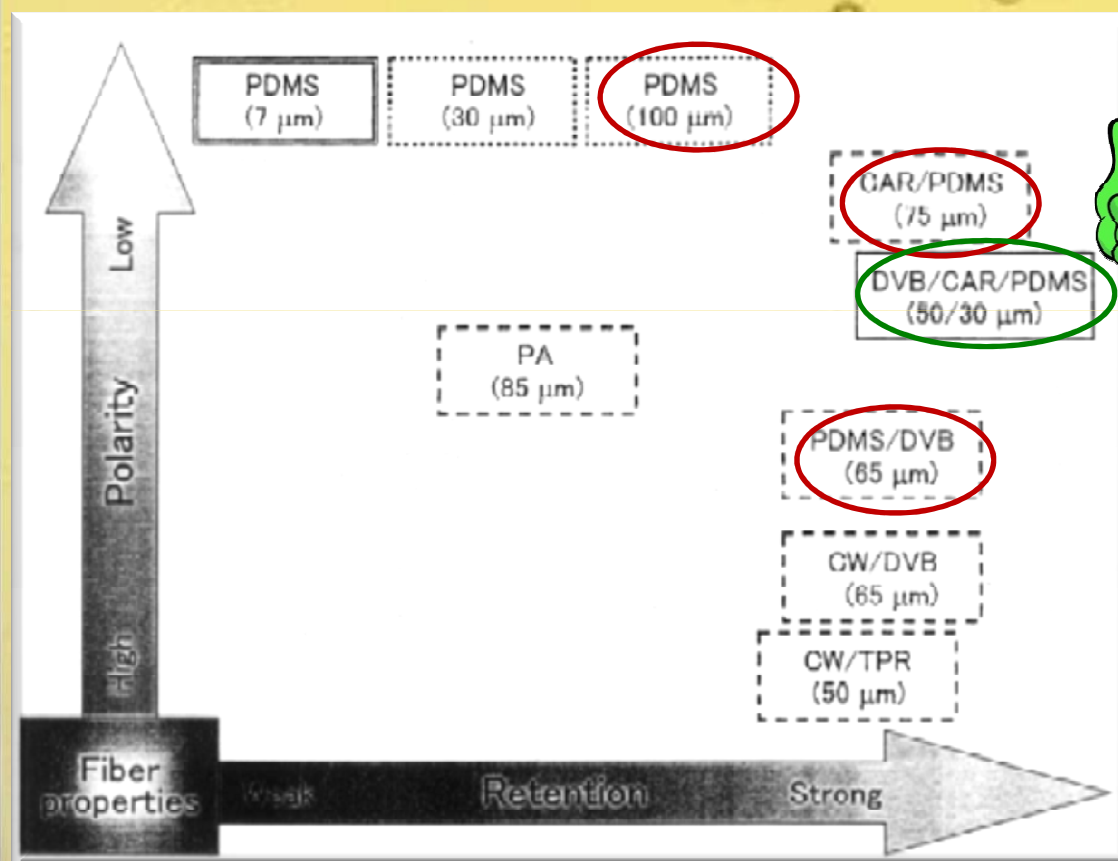 PDMS
(7 μm)
PDMS
(30 μm)
PDMS
(100 μm)
CAR/PDMS
(75 μm)
DVB/CAR/PDMS
(50/30 μm)
PA
(85 μm)
PDMS/DVB
(65 μm)
CW/DVB
(65 μm)
CW/TPR
(50 μm)
Low
Polarity
High
Fiber
properties
Weak Retention Strong